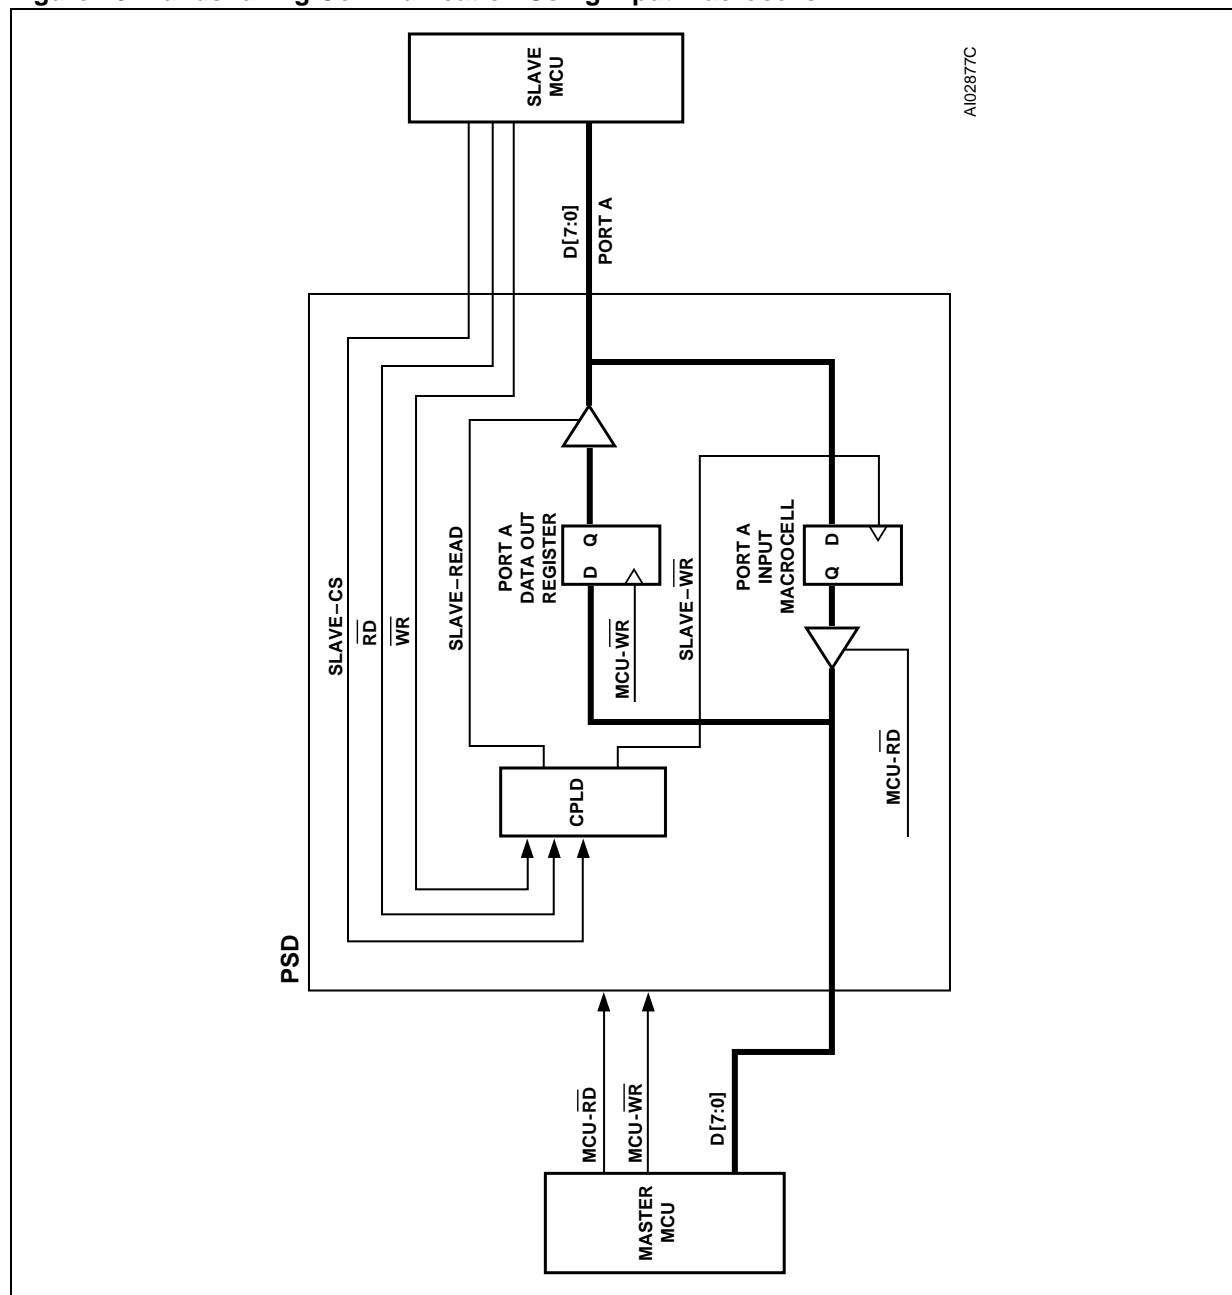 Figure Handshaking Communication Using Input Macrocells
SLAVE
MCU
AI02877C
D[7:0]
PORT A
SLAVE–CS
RD
WR
SLAVE–READ
PORT A
DATA OUT
REGISTER
D Q
MCU-WR
SLAVE–WR
PORT A
INPUT
MACROCELL
Q D
MCU-RD
CPLD
PSD
MCU-RD
MCU-WR
D[7:0]
MASTER
MCU